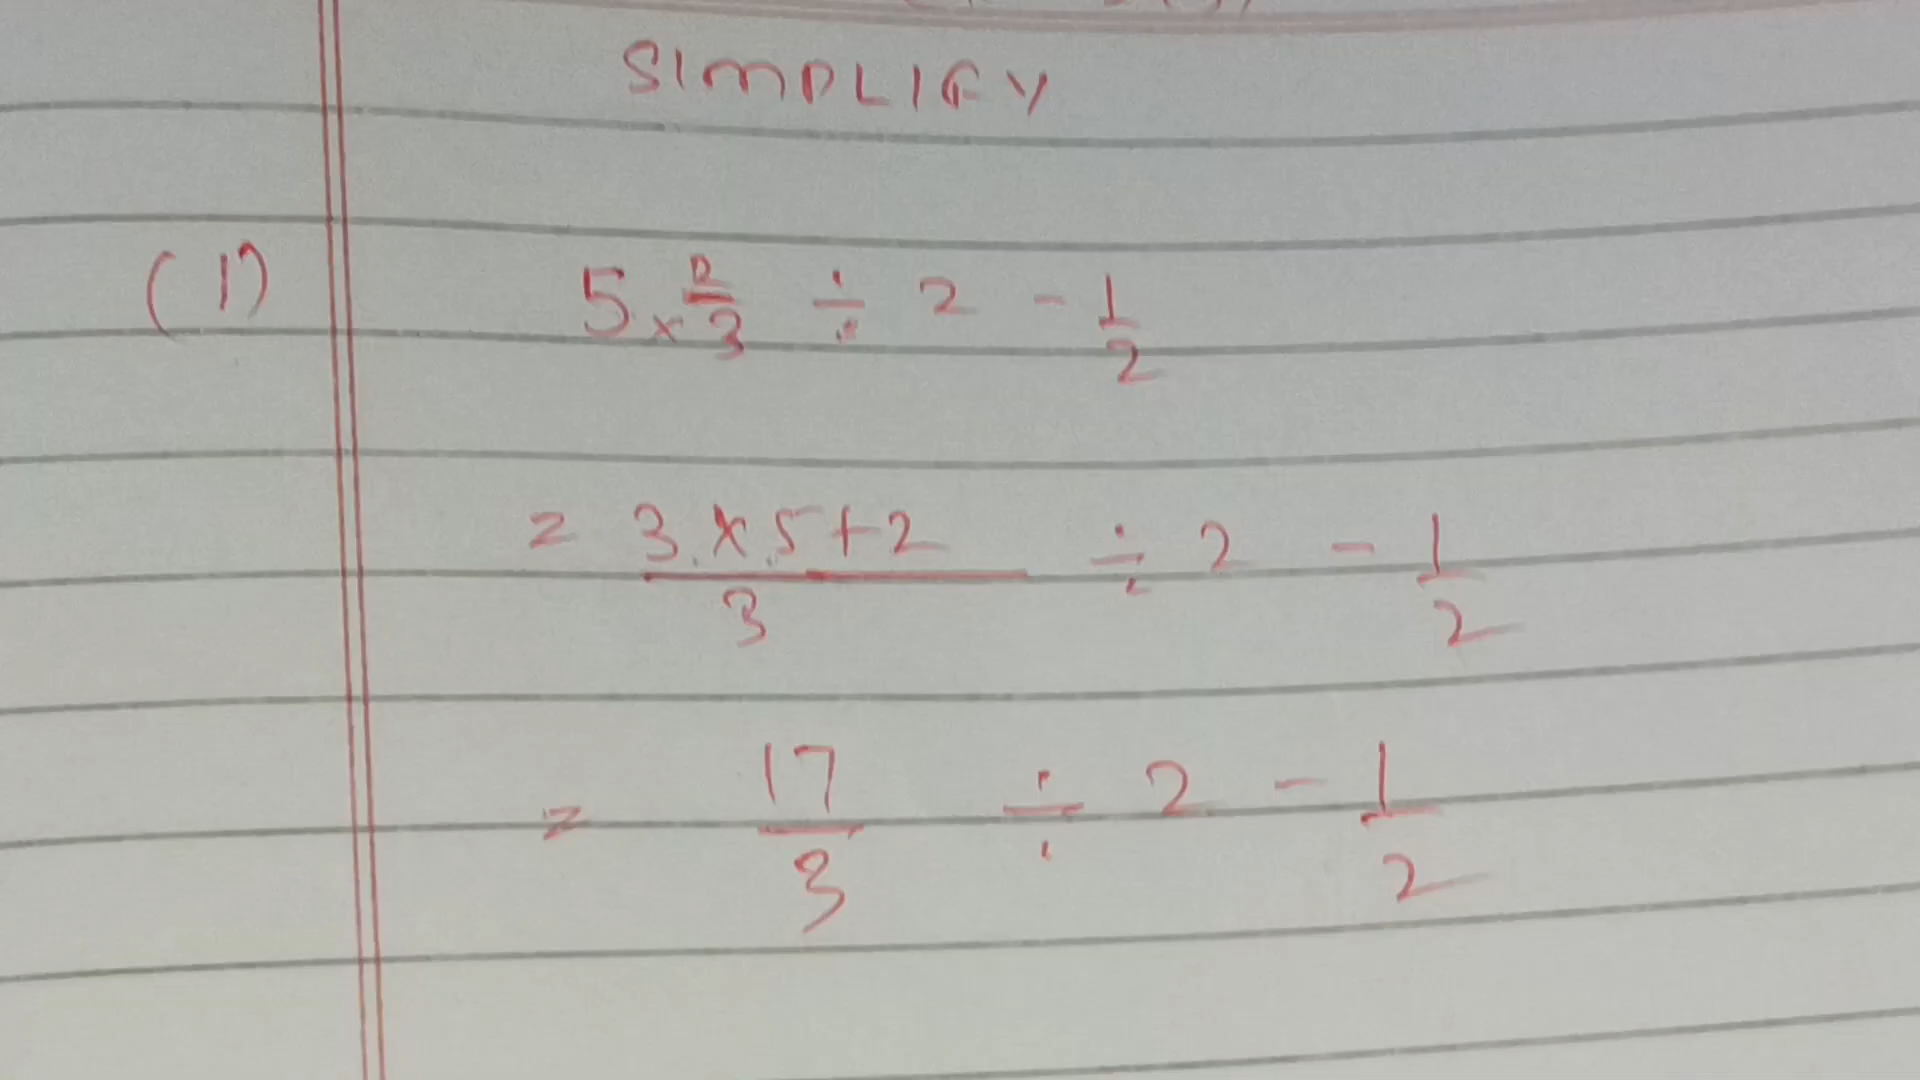 SIMPLIFY
(1) 5 × 2/3 ÷ 2 - 1/2
= 3 × 5 + 2 / 3 ÷ 2 - 1/2
= 17/3 ÷ 2 - 1/2